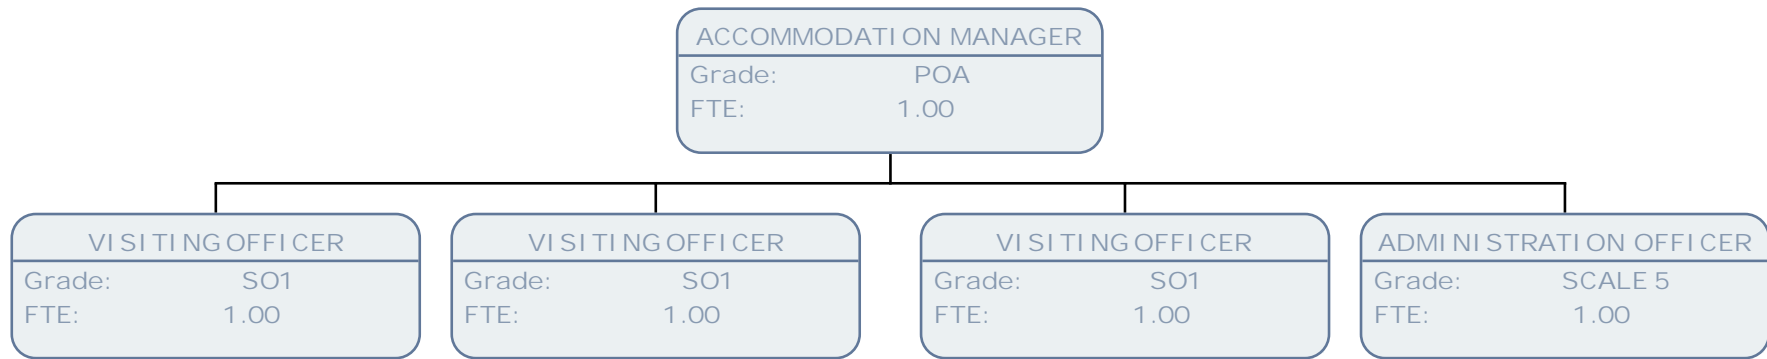 ACCOMMODATION MANAGER
Grade: POA
FTE: 1.00
VISITING OFFICER
Grade: SO1
FTE: 1.00
VISITING OFFICER
Grade: SO1
FTE: 1.00
VISITING OFFICER
Grade: SO1
FTE: 1.00
ADMINISTRATION OFFICER
Grade: SCALE 5
FTE: 1.00